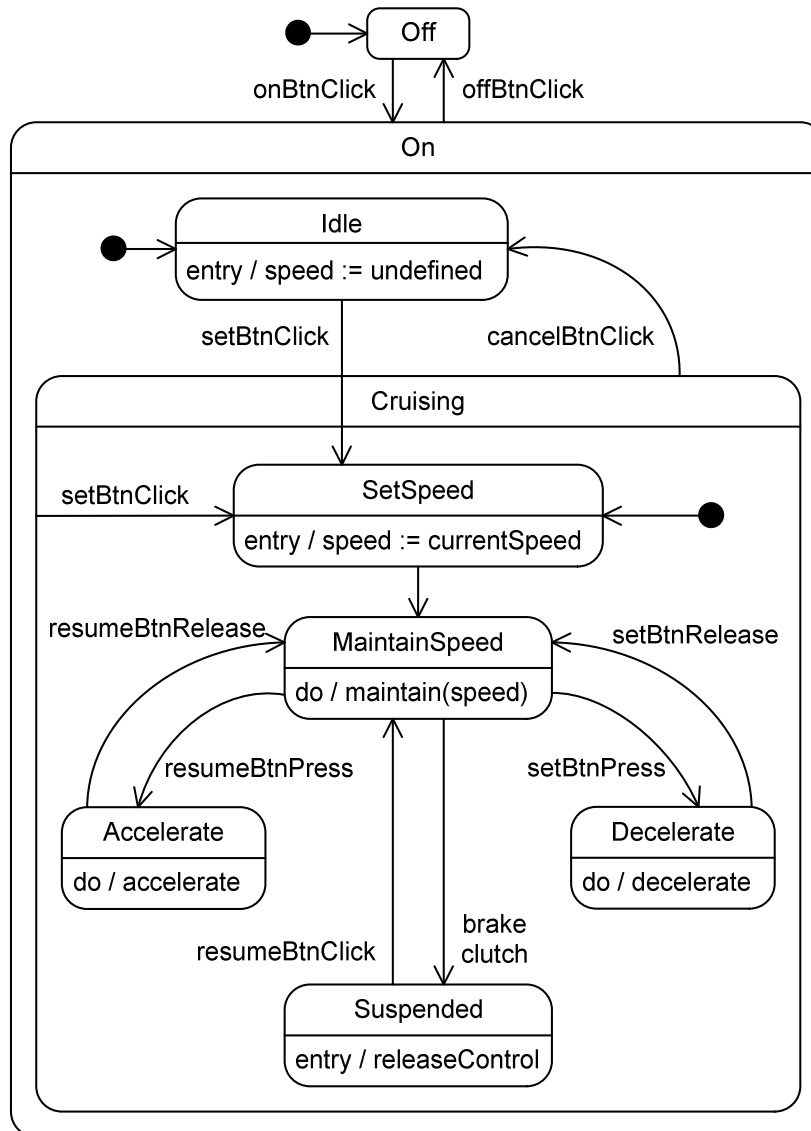 Off
onBtnClick
offBtnClick
On
Idle
entry / speed := undefined
setBtnClick
cancelBtnClick
Cruising
SetSpeed
setBtnClick
entry / speed := currentSpeed
resumeBtnRelease
MaintainSpeed
setBtnRelease
do / maintain(speed)
resumeBtnPress
setBtnPress
Accelerate
Decelerate
do / accelerate
do / decelerate
brake
clutch
resumeBtnClick
Suspended
entry / releaseControl